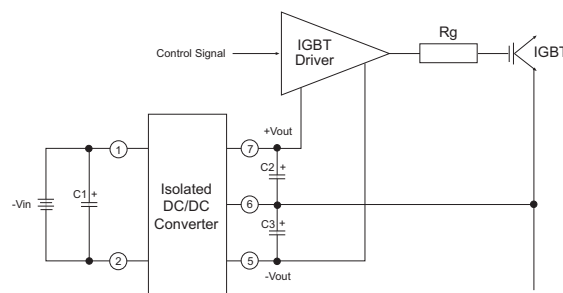 Rg
IGBT
Driver
IGBT
Control Signal
+Vout
1
7
C2 +
C1 +
-Vin
Isolated
DC/DC
Converter
6
C3 +
2
5
-Vout